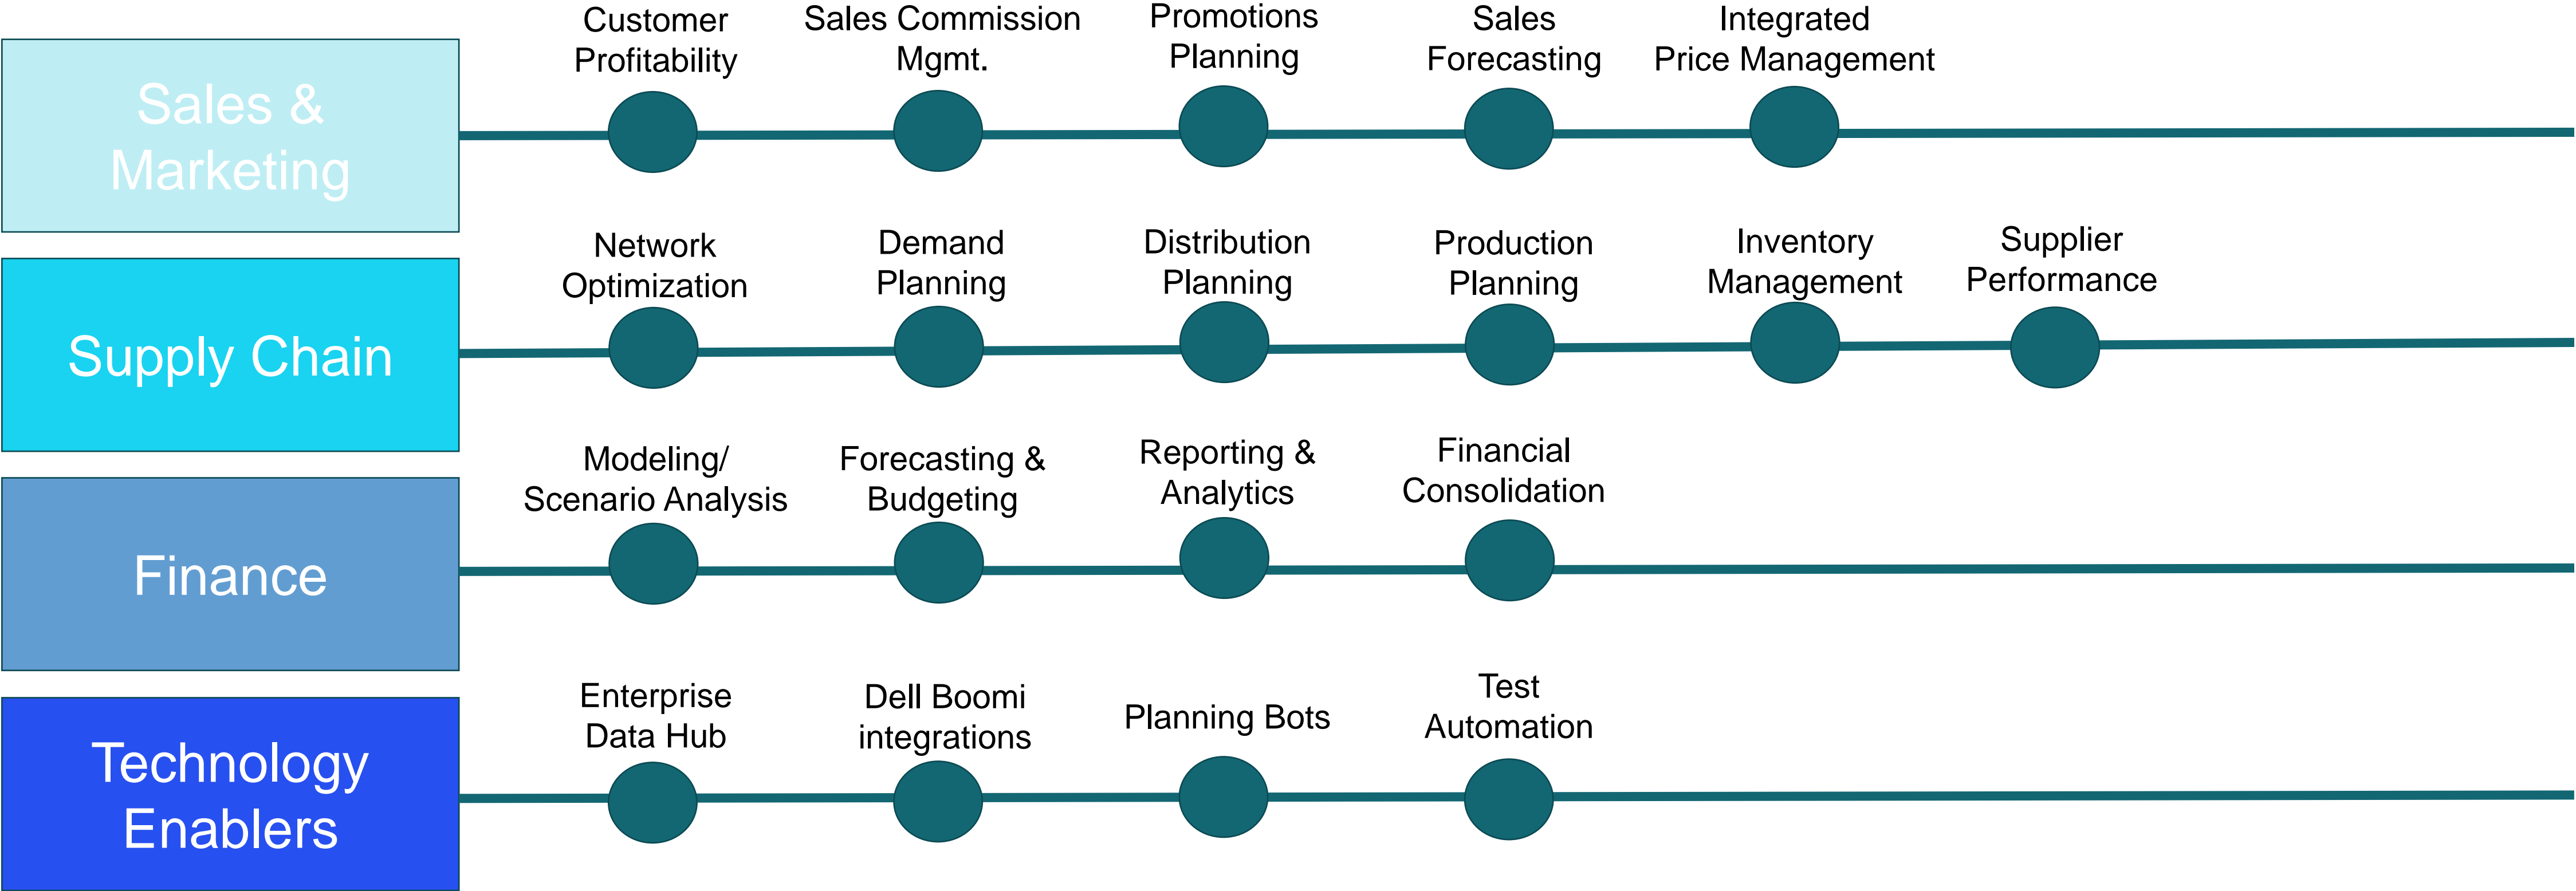 Sales &
Marketing
Customer
Profitability
Sales Commission
Mgmt.
Promotions
Planning
Sales
Forecasting
Integrated
Price Management
Supply Chain
Network
Optimization
Demand
Planning
Distribution
Planning
Production
Planning
Inventory
Management
Supplier
Performance
Finance
Modeling/
Scenario Analysis
Forecasting &
Budgeting
Reporting &
Analytics
Financial
Consolidation
Technology
Enablers
Enterprise
Data Hub
Dell Boomi
integrations
Planning Bots
Test
Automation